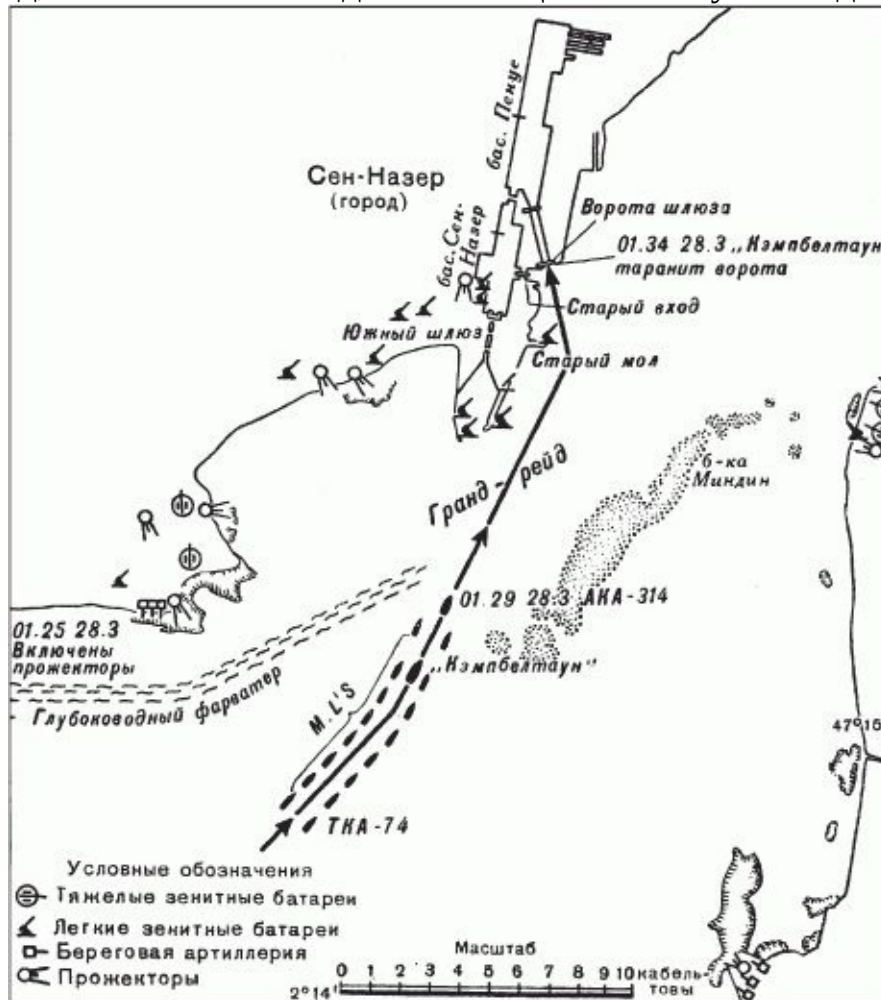 бас. Пенуе
Сен-Назер
(город)
бас. Сен-
Назер
Ворота шлюза
01.34 28.3 „Кэмпбелтаун
таранит ворота
Старый вход
Южный шлюз
Старый мол
б-ка
Миндин
Гранд-рейд
01.29 28.3 АКА-314
01.25 28.3
Включены
прожекторы
„Кэмпбелтаун"
Глубоководный фарватер
M.L'S
47°15
ТКА-74
Условные обозначения
Тяжелые зенитные батареи
Легкие зенитные батареи
Береговая артиллерия
Прожекторы
Масштаб
0 1 2 3 4 5 6 7 8 9 10 кабель-
товы
2°14'